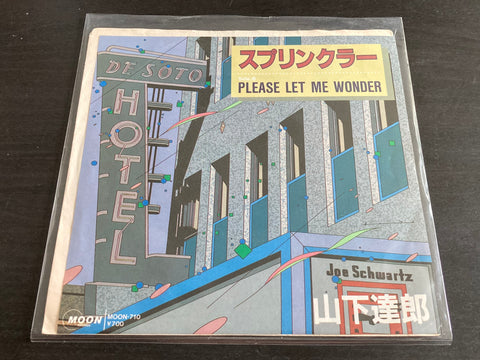 DE SOTO
HOTEL
スプリンクラー
PLEASE LET ME WONDER
Joe Schwartz
山下達郎
MOON
MOON-710
¥700